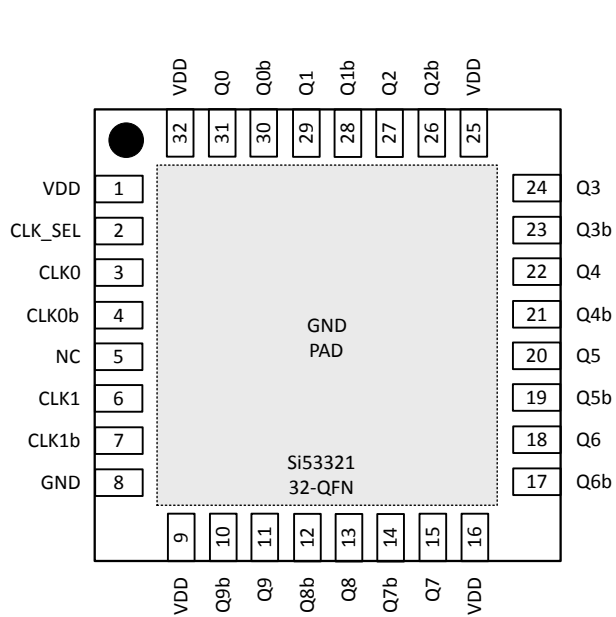 VDD Q0 Q0b Q1 Q1b Q2 Q2b VDD
32 31 30 29 28 27 26 25
VDD 1 24 Q3
CLK_SEL 2 23 Q3b
CLK0 3 22 Q4
CLK0b 4 21 Q4b
GND
PAD
NC 5 20 Q5
CLK1 6 19 Q5b
CLK1b 7 18 Q6
Si53321
GND 8 17 Q6b
32-QFN
9 10 11 12 13 14 15 16
VDD Q9b Q9 Q8b Q8 Q7b Q7 VDD